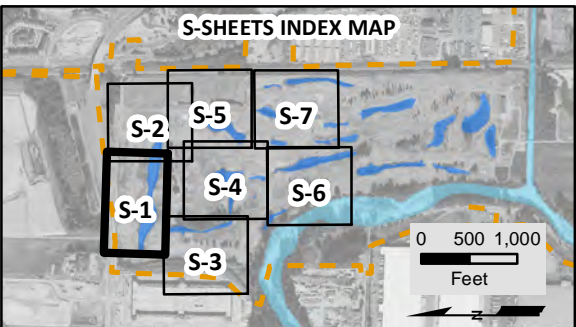 S-SHEETS INDEX MAP
S-5
S-7
S-2
S-4
S-6
S-1
S-3
0 500 1,000
Feet
N